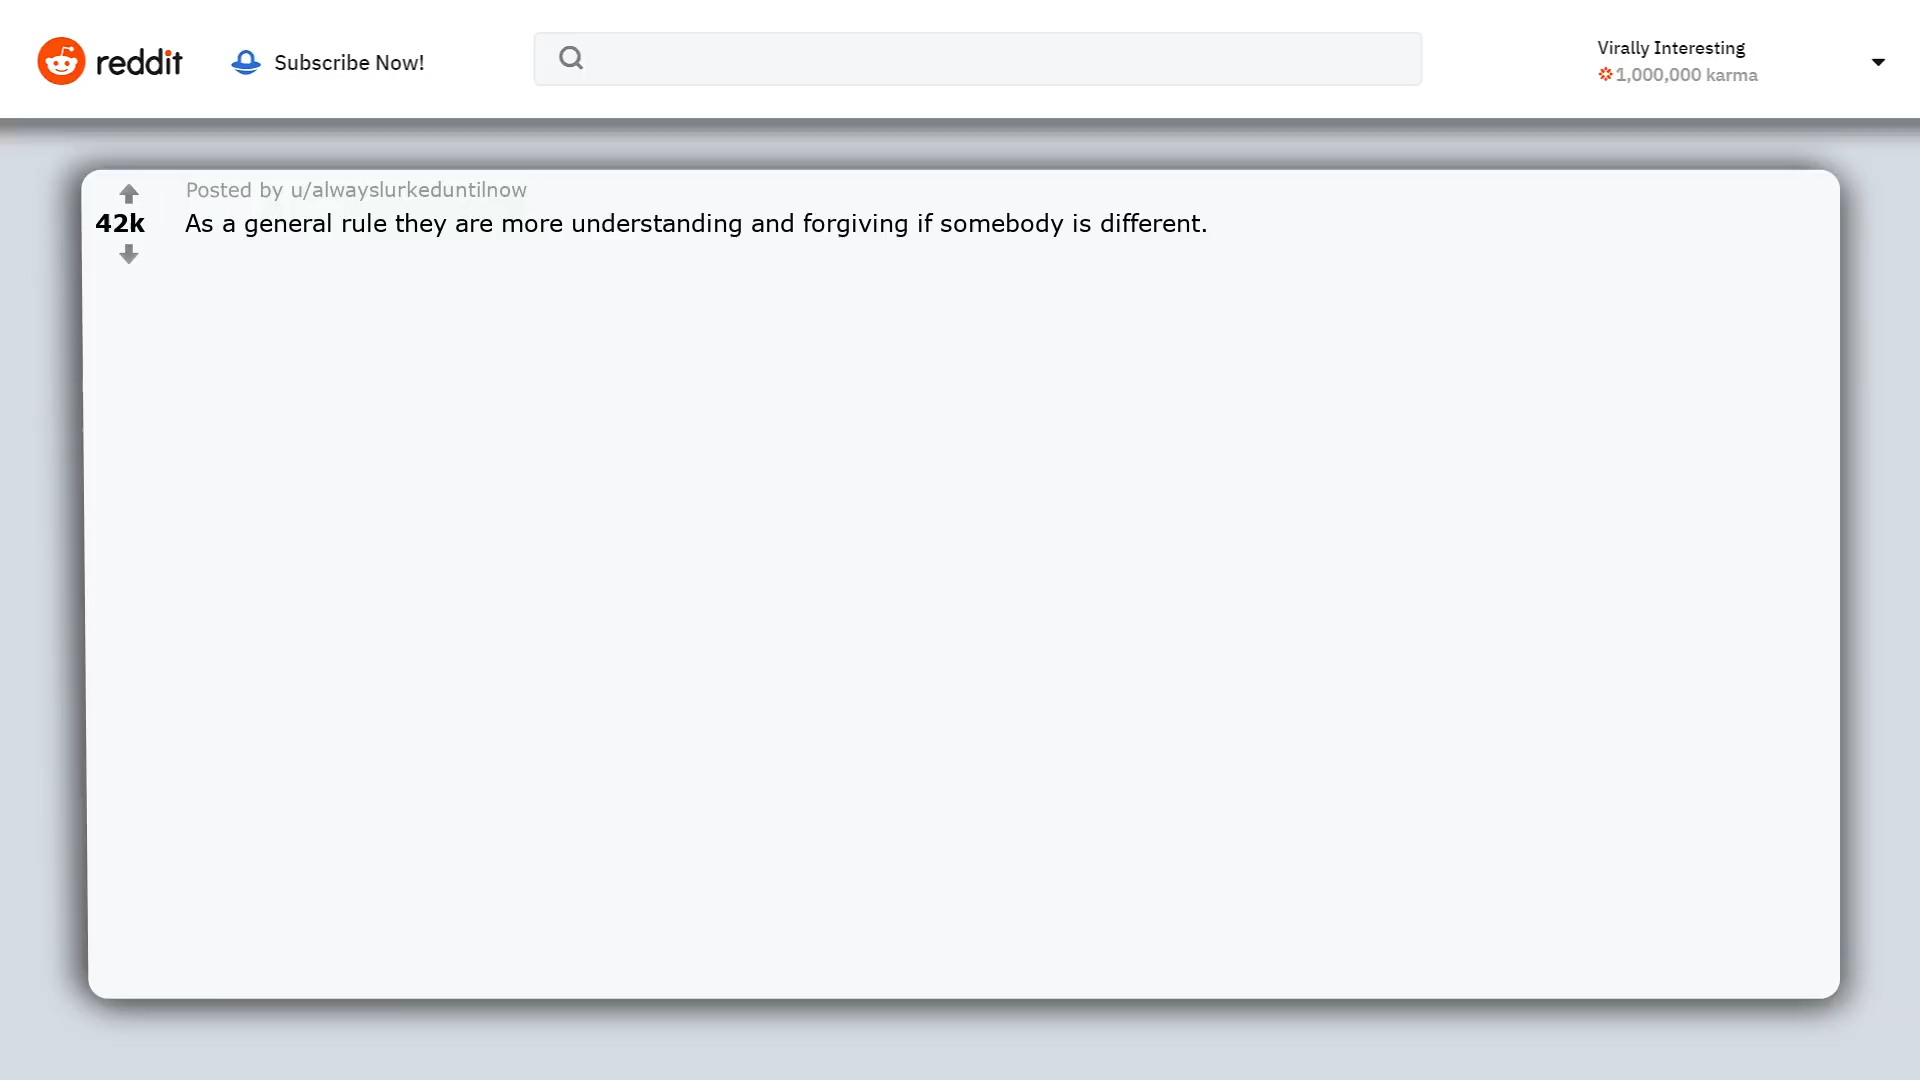 reddit
Subscribe Now!
Virally Interesting
1,000,000 karma
Posted by u/alwayslurkeduntilnow
42k
As a general rule they are more understanding and forgiving if somebody is different.